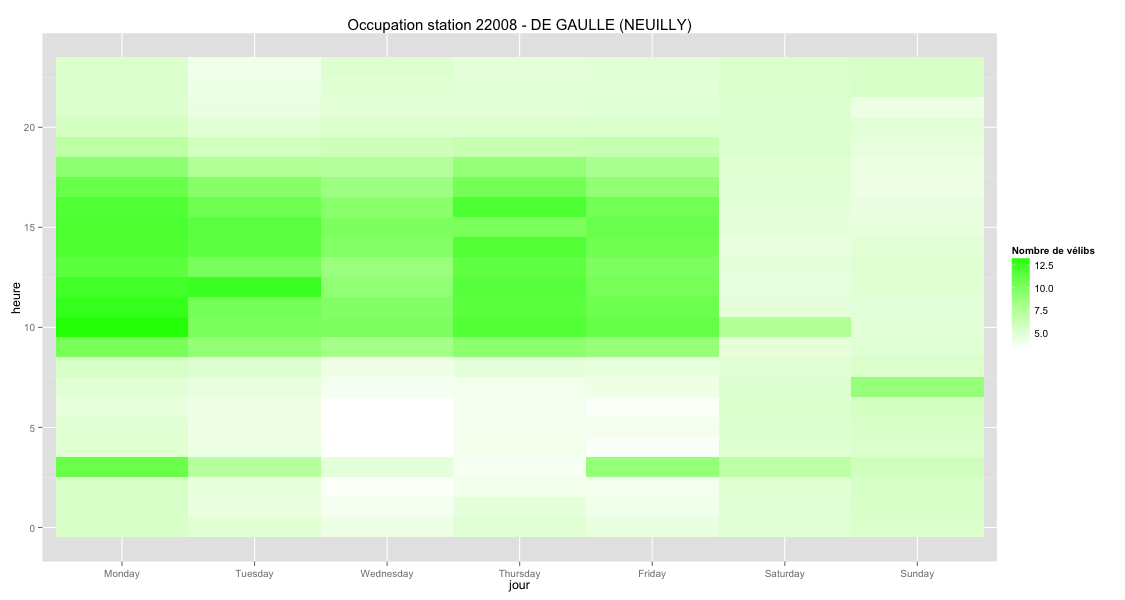 Occupation station 22008 - DE GAULLE (NEUILLY)
heure
20
15
10
5
0
Monday Tuesday Wednesday Thursday Friday Saturday Sunday
jour
Nombre de vélibs
12.5
10.0
7.5
5.0